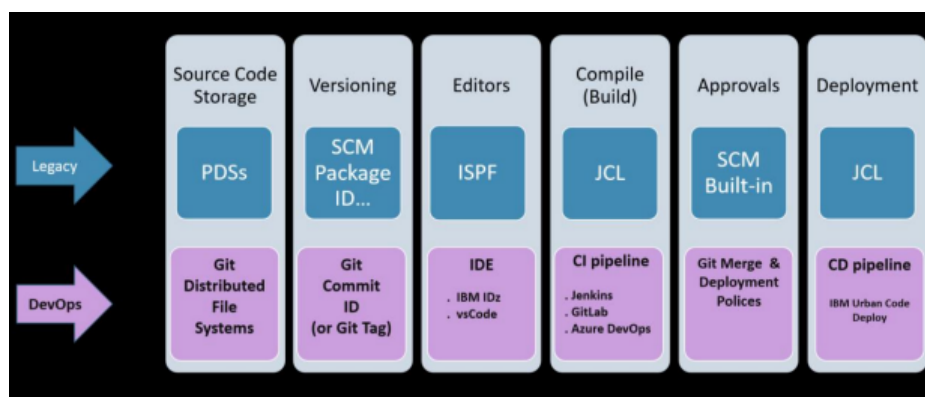 Source Code
Storage
Versioning
Editors
Compile
(Build)
Approvals
Deployment
Legacy
PDSs
SCM
Package
ID...
ISPF
JCL
SCM
Built-in
JCL
DevOps
Git
Distributed
File
Systems
Git
Commit
ID
(or Git Tag)
IDE
. IBM IDz
. vsCode
CI pipeline
. Jenkins
. GitLab
. Azure DevOps
Git Merge &
Deployment
Polices
CD pipeline
IBM Urban Code
Deploy